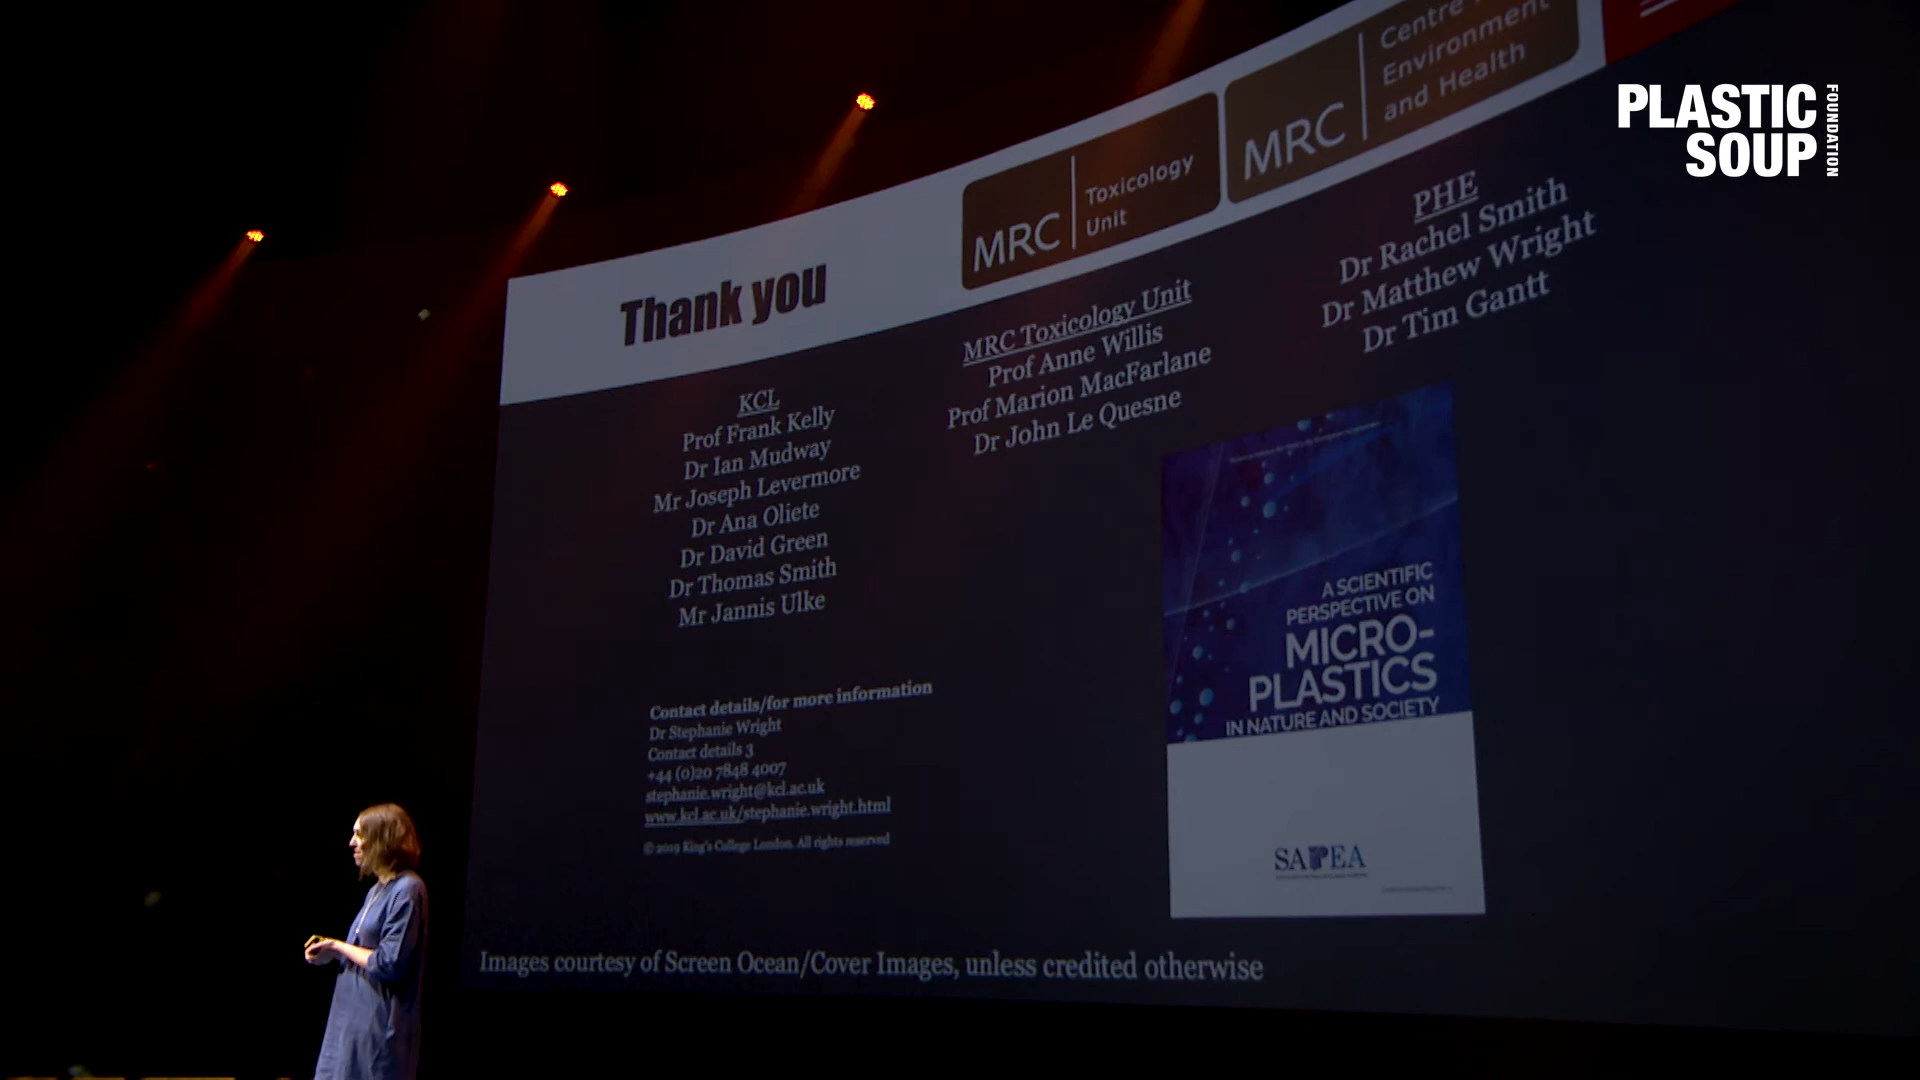 PLASTIC
SOUP
FOUNDATION
Thank you
MRC
Toxicology
Unit
MRC
Centre
Environment
and Health
KCL
Prof Frank Kelly
Dr Ian Mudway
Mr Joseph Levermore
Dr Ana Oliete
Dr David Green
Dr Thomas Smith
Mr Jannis Ulke
MRC Toxicology Unit
Prof Anne Willis
Prof Marion MacFarlane
Dr John Le Quesne
PHE
Dr Rachel Smith
Dr Matthew Wright
Dr Tim Gantt
Contact details/for more information
Dr Stephanie Wright
Contact details 3
+44 (0)20 7848 4007
stephanie.wright@kcl.ac.uk
www.kcl.ac.uk/stephanie.wright.html
© 2019 King's College London. All rights reserved
A SCIENTIFIC
PERSPECTIVE ON
MICRO-
PLASTICS
IN NATURE AND SOCIETY
SAPEA
Images courtesy of Screen Ocean/Cover Images, unless credited otherwise